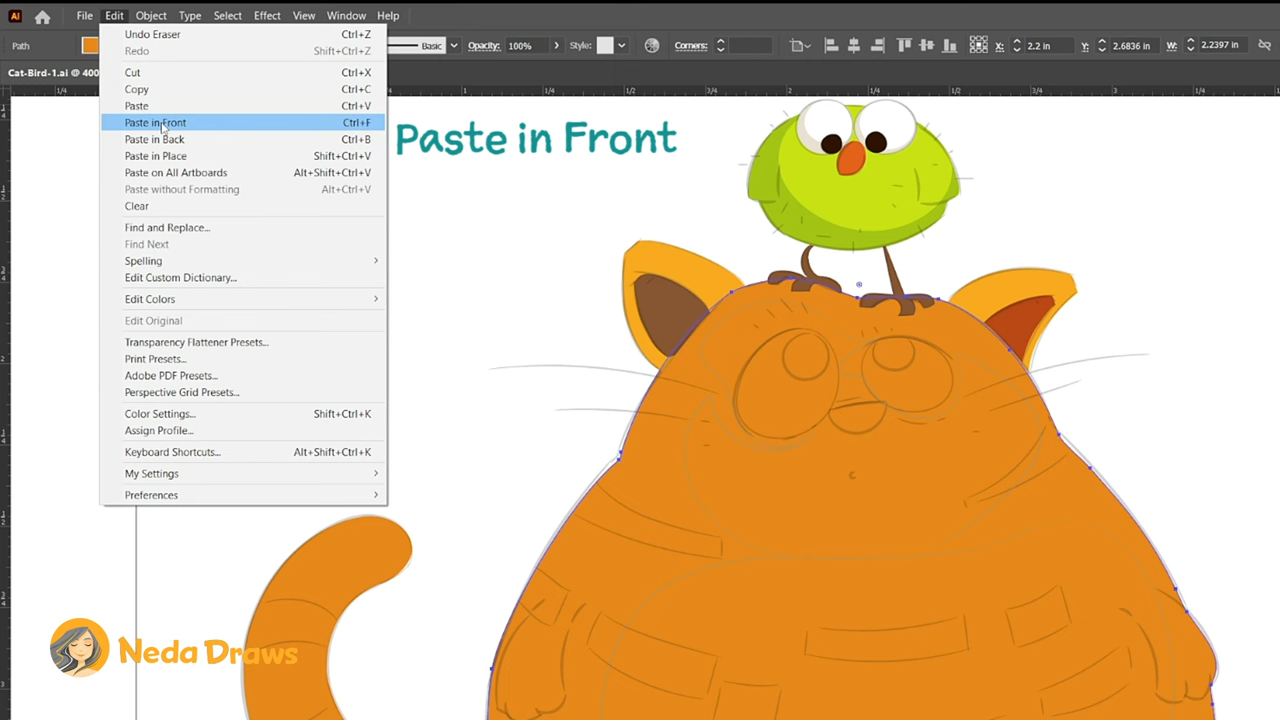 Ai File Edit Object Type Select Effect View Window Help
Path Basic Opacity: 100% Style: Corners: X: 2.2 in Y: 2.6836 in W: 2.2397 in
Cat-Bird-1.ai @ 400
Undo Eraser Ctrl+Z
Redo Shift+Ctrl+Z
Cut Ctrl+X
Copy Ctrl+C
Paste Ctrl+V
Paste in Front Ctrl+F
Paste in Back Ctrl+B
Paste in Place Shift+Ctrl+V
Paste on All Artboards Alt+Shift+Ctrl+V
Paste without Formatting Alt+Ctrl+V
Clear
Find and Replace...
Find Next
Spelling
Edit Custom Dictionary...
Edit Colors
Edit Original
Transparency Flattener Presets...
Print Presets...
Adobe PDF Presets...
Perspective Grid Presets...
Color Settings... Shift+Ctrl+K
Assign Profile...
Keyboard Shortcuts... Alt+Shift+Ctrl+K
My Settings
Preferences
Paste in Front
Neda Draws